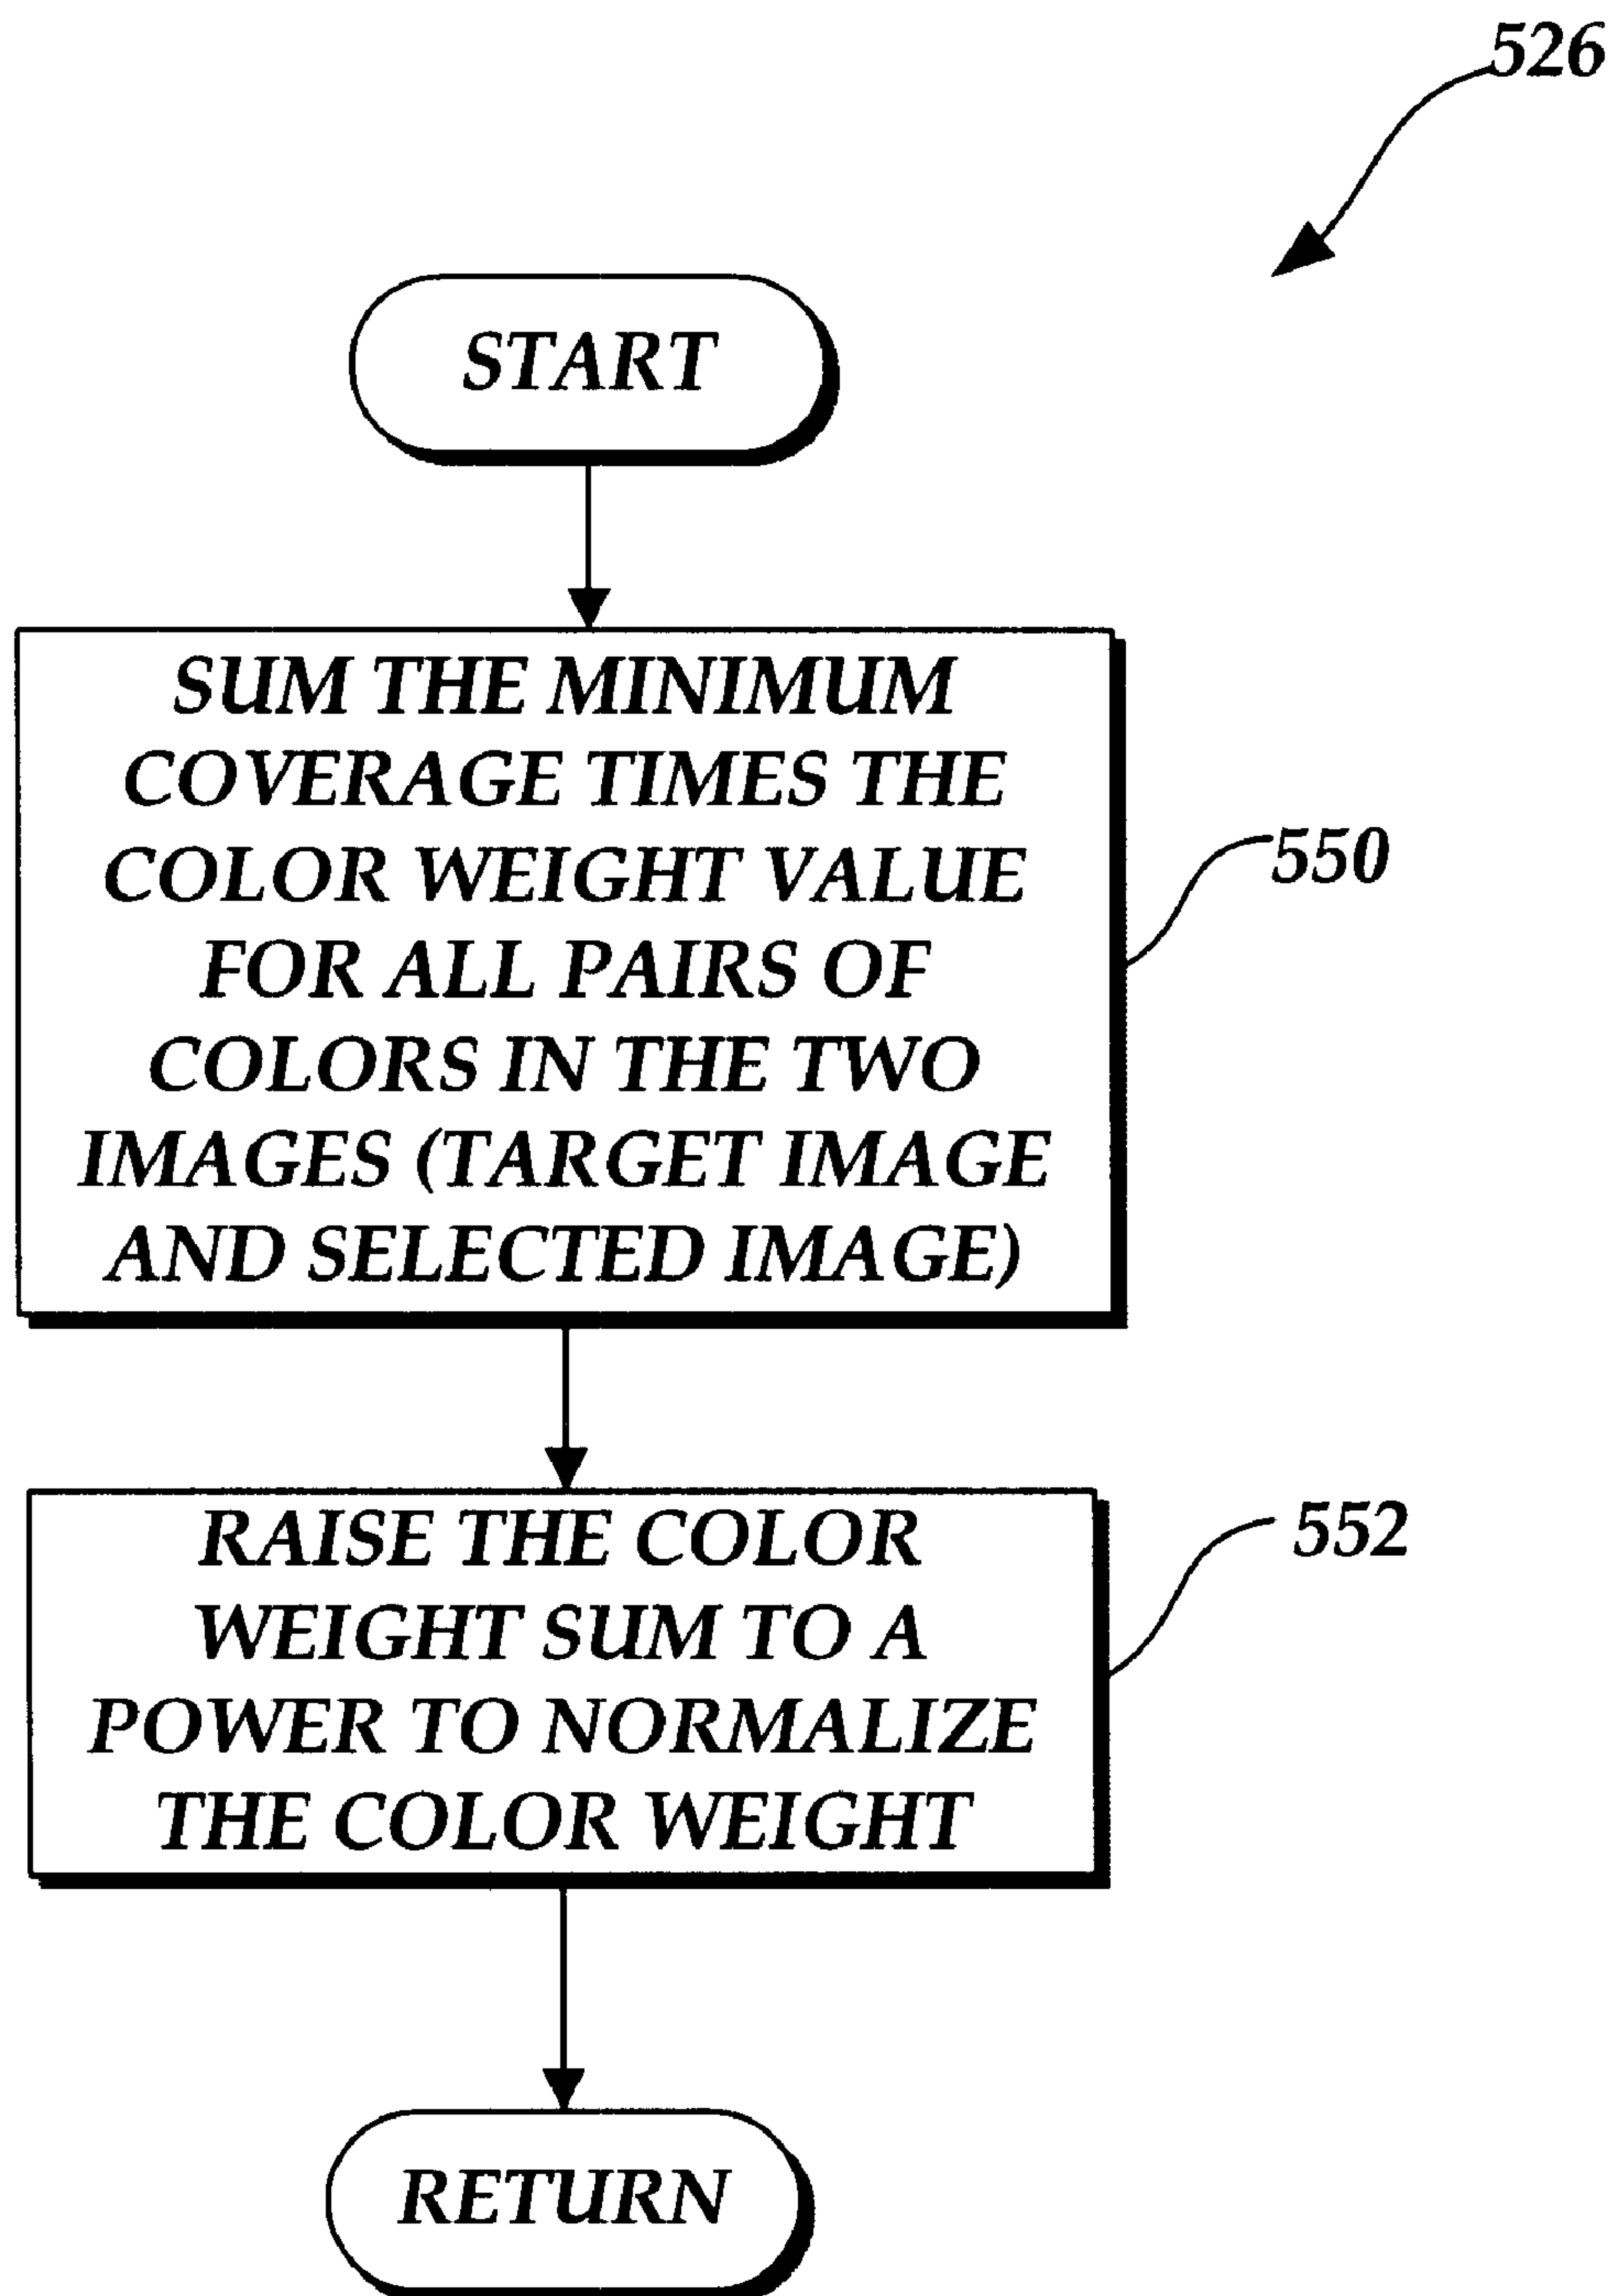 526
START
SUM THE MINIMUM
COVERAGE TIMES THE
COLOR WEIGHT VALUE
FOR ALL PAIRS OF
COLORS IN THE TWO
IMAGES (TARGET IMAGE
AND SELECTED IMAGE)
550
RAISE THE COLOR
WEIGHT SUM TO A
POWER TO NORMALIZE
THE COLOR WEIGHT
552
RETURN